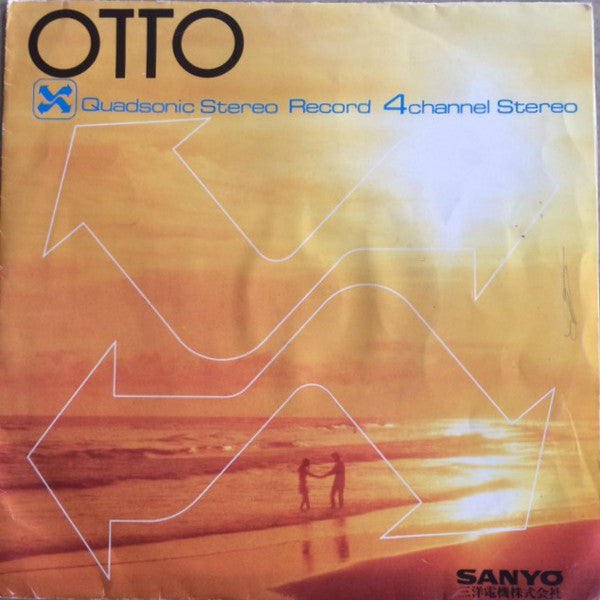 OTTO
Quadsonic Stereo Record 4channel Stereo
SANYO
三洋電機株式会社